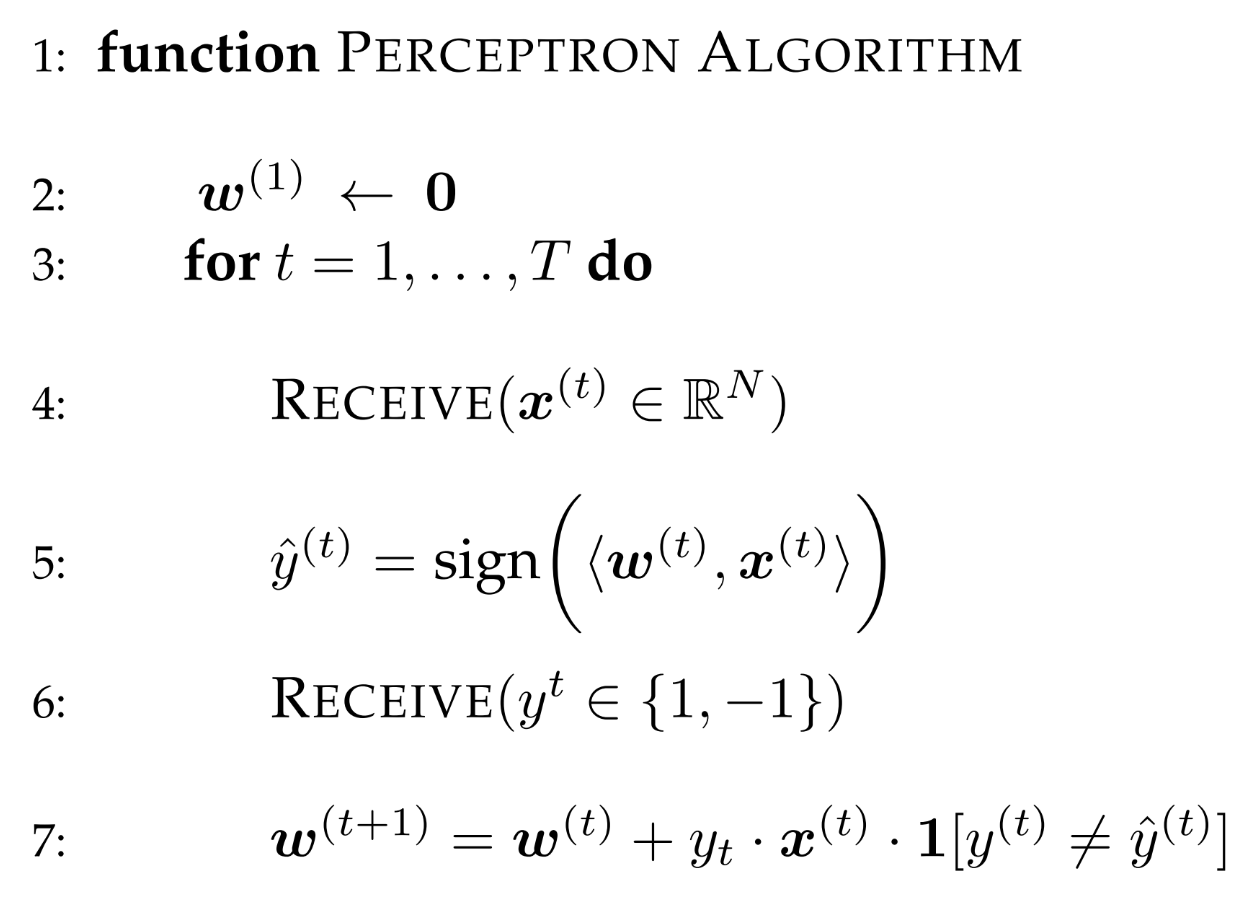 1: function PERCEPTRON ALGORITHM
2: w^{(1)} ← 0
3: for t = 1, . . . , T do
4: RECEIVE(x^{(t)} ∈ ℝ^N)
5: ŷ^{(t)} = sign(⟨w^{(t)}, x^{(t)}⟩)
6: RECEIVE(y^t ∈ {1, −1})
7: w^{(t+1)} = w^{(t)} + y_t · x^{(t)} · 1[y^{(t)} ≠ ŷ^{(t)}]